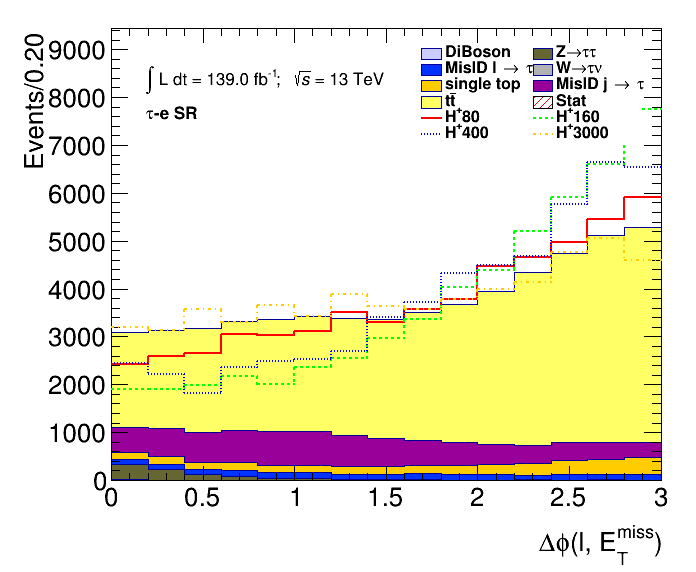 Events/0.20
9000
8000
7000
6000
5000
4000
3000
2000
1000
0
∫ L dt = 139.0 fb⁻¹; √s = 13 TeV
τ-e SR
DiBoson Z→ττ
MisID l → τ W→τν
single top MisID j → τ
tt̄ Stat
H⁺80 H⁺160
H⁺400 H⁺3000
0 0.5 1 1.5 2 2.5 3
Δϕ(l, E_T^miss)